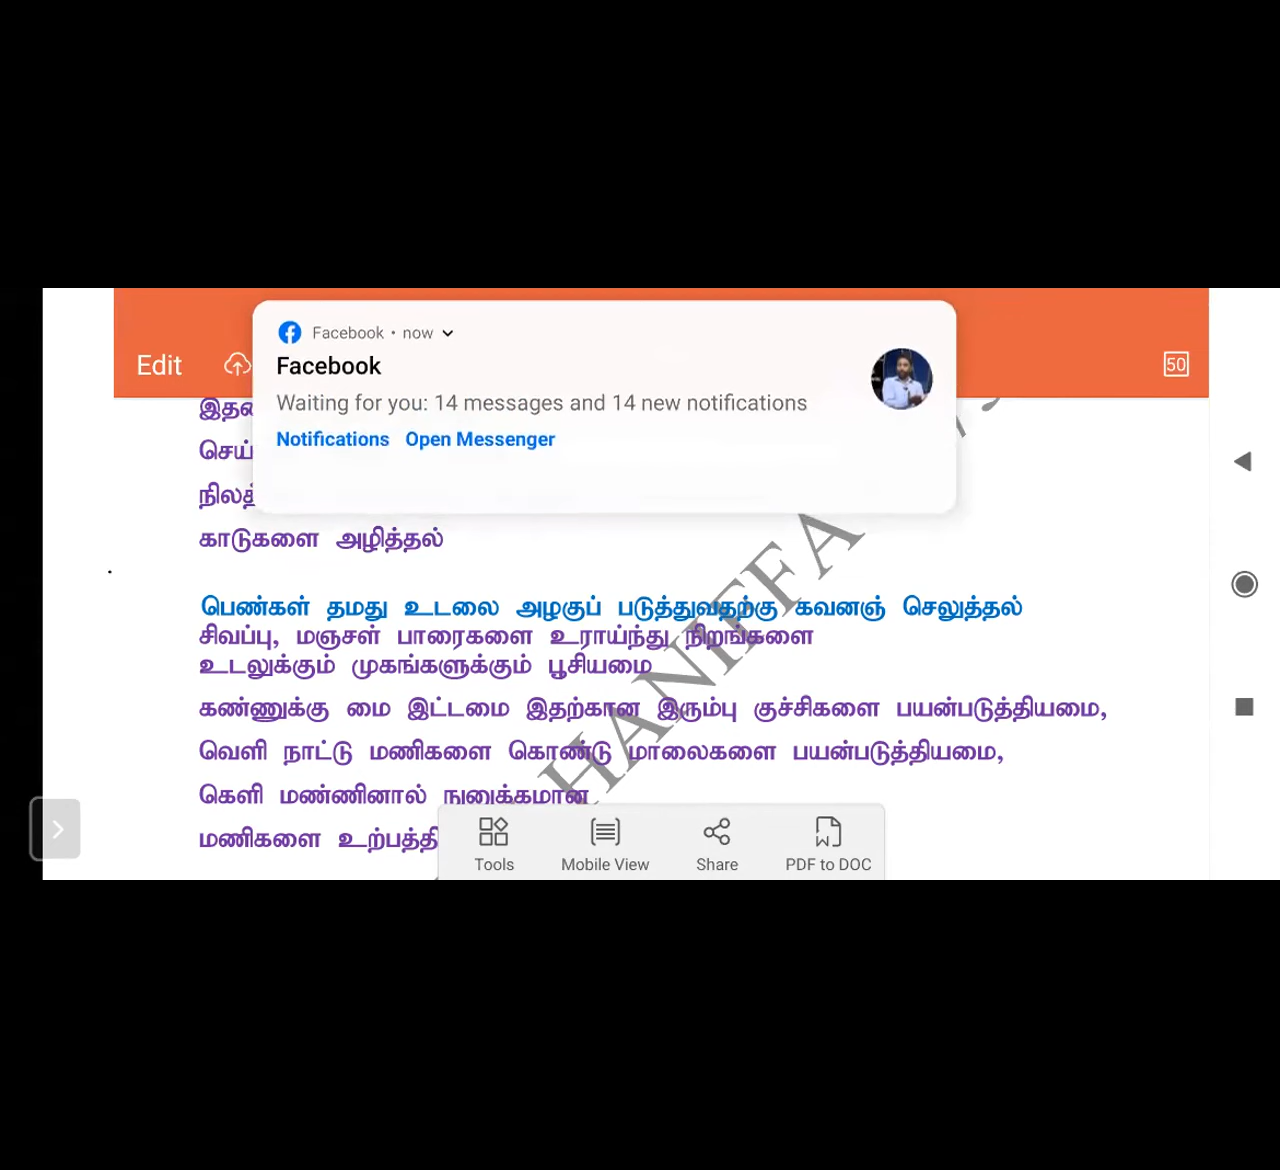 Facebook • now
Edit
Facebook
50
Waiting for you: 14 messages and 14 new notifications
Notifications Open Messenger
காடுகளை அழித்தல்
HANIFFA
பெண்கள் தமது உடலை அழகுப் படுத்துவதற்கு கவனஞ் செலுத்தல்
சிவப்பு, மஞ்சள் பாரைகளை உராய்ந்து நிறங்களை
உடலுக்கும் முகங்களுக்கும் பூசியமை
கண்ணுக்கு மை இட்டமை இதற்கான இரும்பு குச்சிகளை பயன்படுத்தியமை,
வெளி நாட்டு மணிகளை கொண்டு மாலைகளை பயன்படுத்தியமை,
கெளி மண்ணினால் நுனுக்கமான
மணிகளை
Tools Mobile View Share PDF to DOC